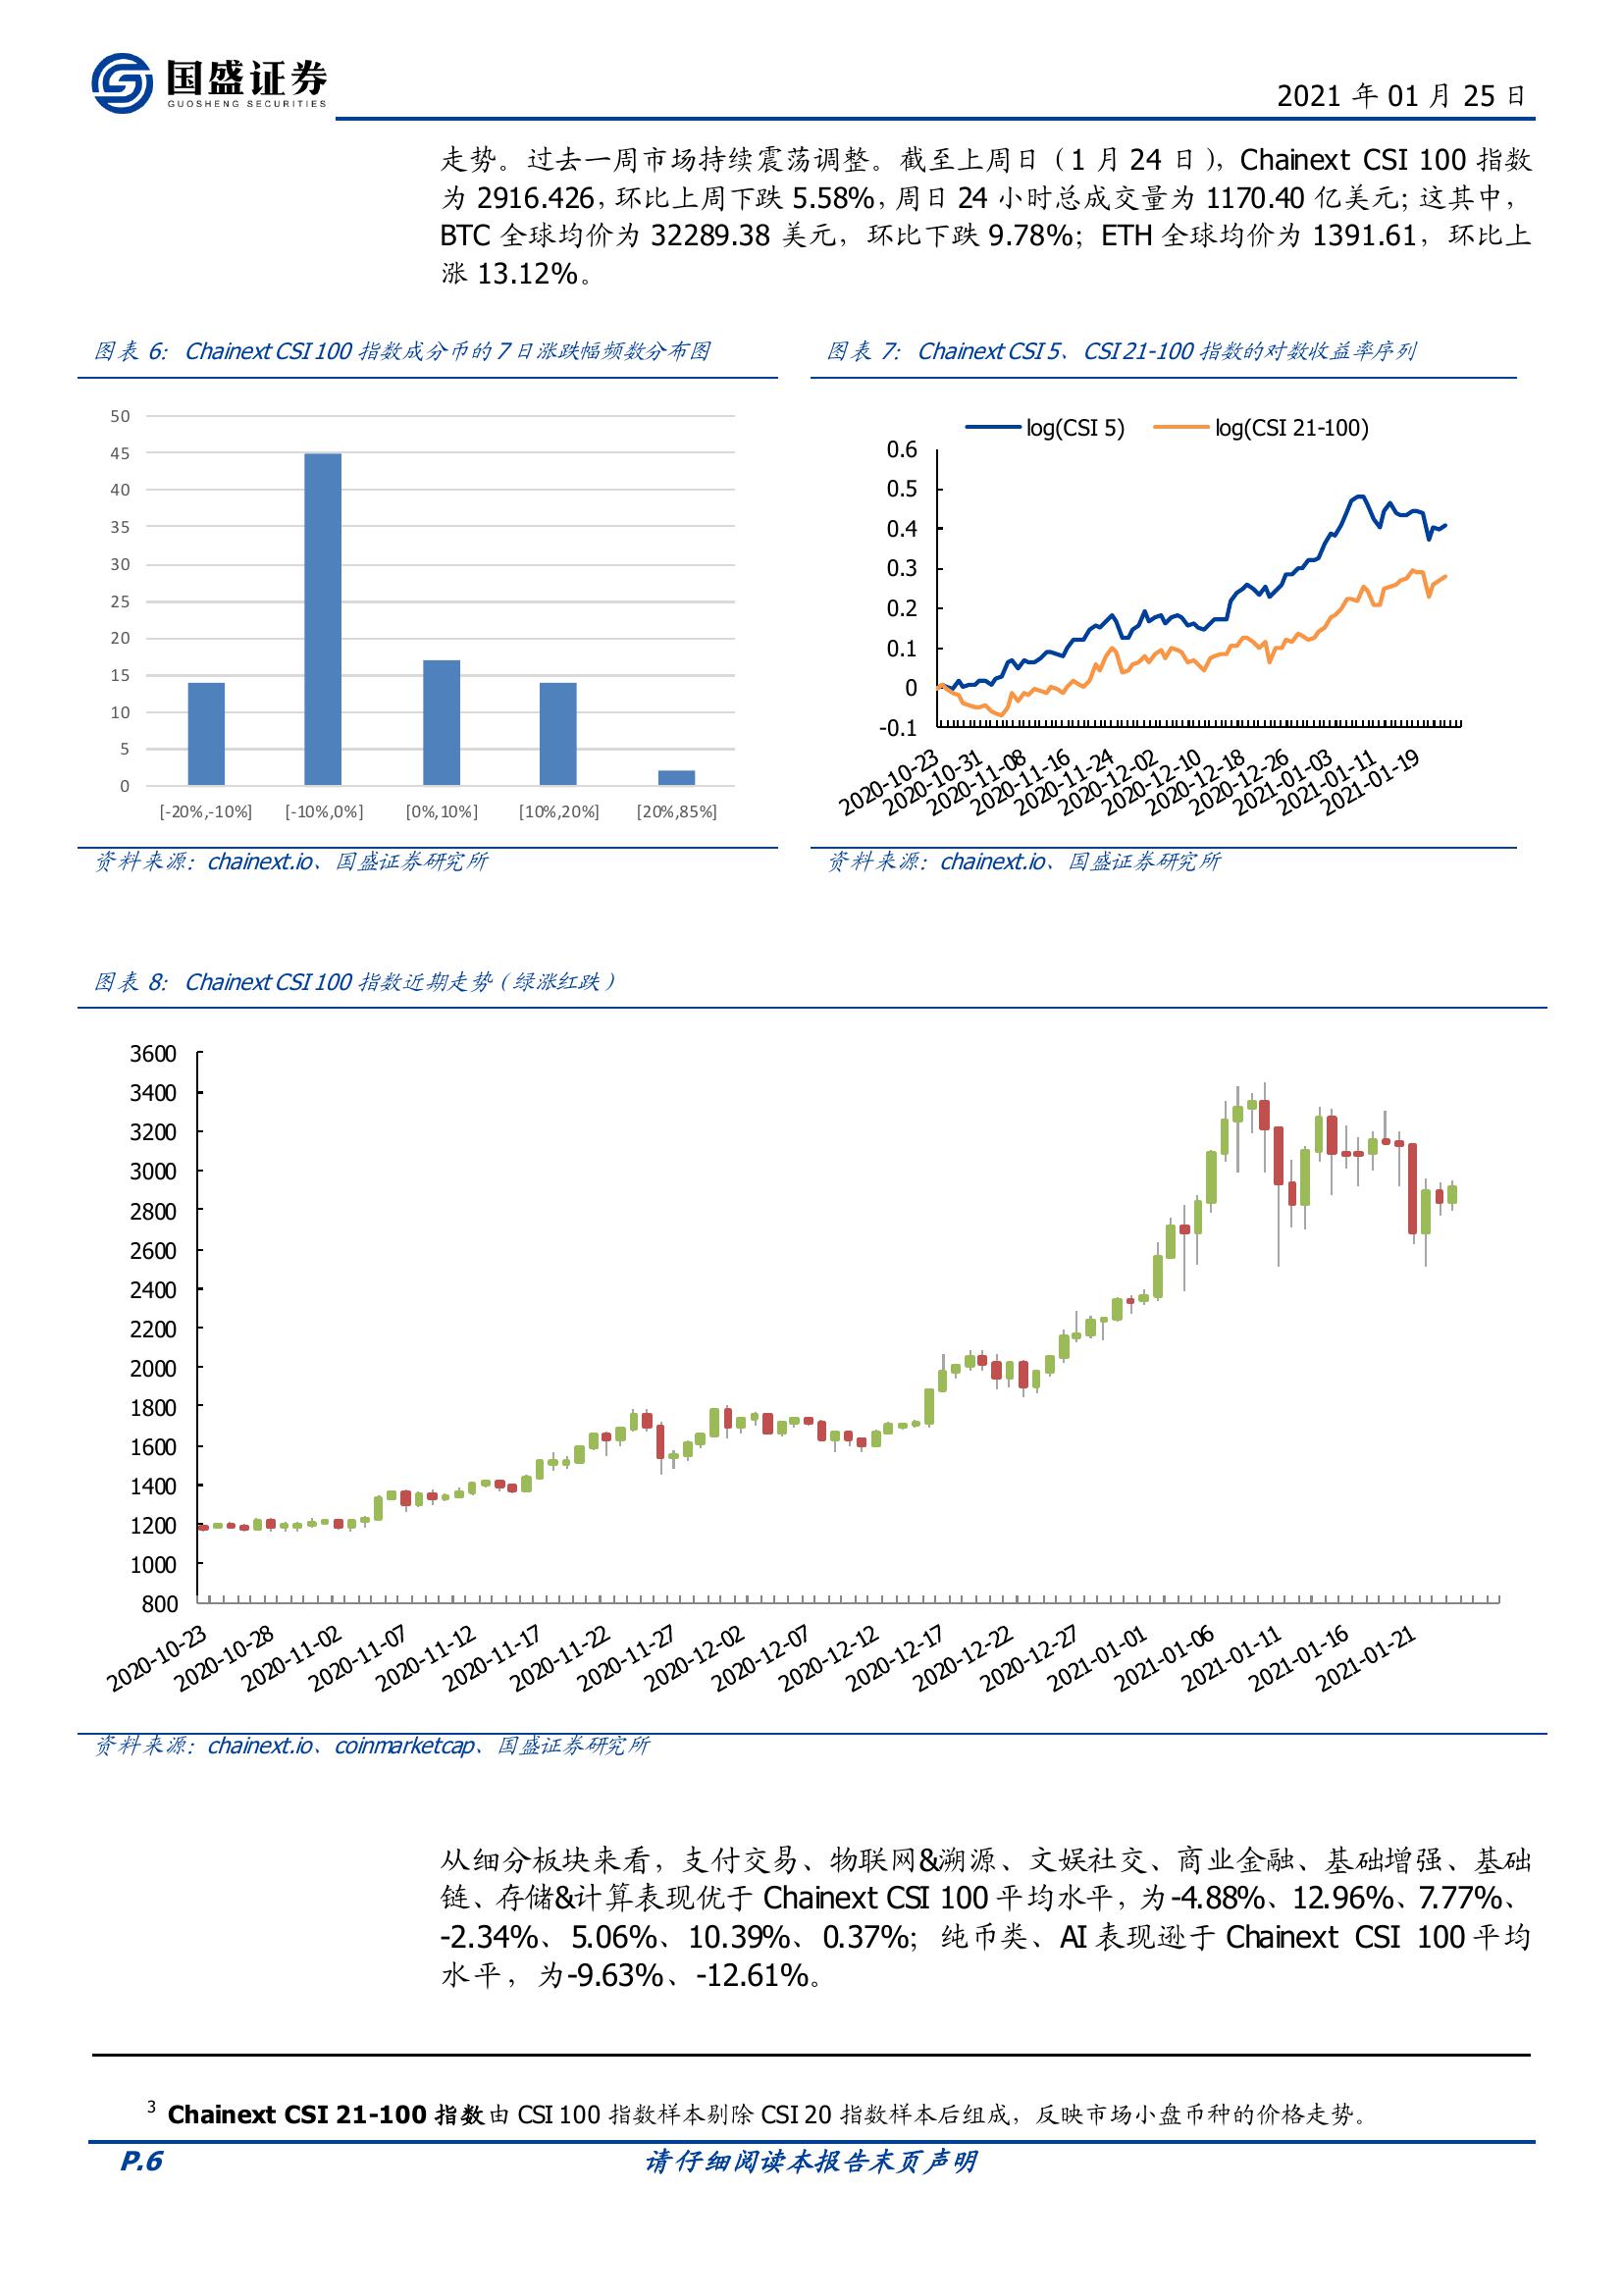 国盛证券
GUOSHENG SECURITIES
2021 年 01 月 25 日
走势。过去一周市场持续震荡调整。截至上周日（1 月 24 日），Chainext CSI 100 指数
为 2916.426，环比上周下跌 5.58%，周日 24 小时总成交量为 1170.40 亿美元；这其中，
BTC 全球均价为 32289.38 美元，环比下跌 9.78%；ETH 全球均价为 1391.61，环比上
涨 13.12%。
图表 6： Chainext CSI 100 指数成分币的 7 日涨跌幅频数分布图
50
45
40
35
30
25
20
15
10
5
0
[-20%,-10%] [-10%,0%] [0%,10%] [10%,20%] [20%,85%]
资料来源：chainext.io、国盛证券研究所
图表 7： Chainext CSI 5、CSI 21-100 指数的对数收益率序列
log(CSI 5) log(CSI 21-100)
0.6
0.5
0.4
0.3
0.2
0.1
0
-0.1
2020-10-23 2020-10-31 2020-11-08 2020-11-16 2020-11-24 2020-12-02 2020-12-10 2020-12-18 2020-12-26 2021-01-03 2021-01-11 2021-01-19
资料来源：chainext.io、国盛证券研究所
图表 8： Chainext CSI 100 指数近期走势（绿涨红跌）
3600
3400
3200
3000
2800
2600
2400
2200
2000
1800
1600
1400
1200
1000
800
2020-10-23 2020-10-28 2020-11-02 2020-11-07 2020-11-12 2020-11-17 2020-11-22 2020-11-27 2020-12-02 2020-12-07 2020-12-12 2020-12-17 2020-12-22 2020-12-27 2021-01-01 2021-01-06 2021-01-11 2021-01-16 2021-01-21
资料来源：chainext.io、coinmarketcap、国盛证券研究所
从细分板块来看，支付交易、物联网&溯源、文娱社交、商业金融、基础增强、基础
链、存储&计算表现优于 Chainext CSI 100 平均水平，为-4.88%、12.96%、7.77%、
-2.34%、5.06%、10.39%、0.37%；纯币类、AI 表现逊于 Chainext CSI 100 平均
水平，为-9.63%、-12.61%。
3 Chainext CSI 21-100 指数由 CSI 100 指数样本剔除 CSI 20 指数样本后组成，反映市场小盘币种的价格走势。
P.6
请仔细阅读本报告末页声明